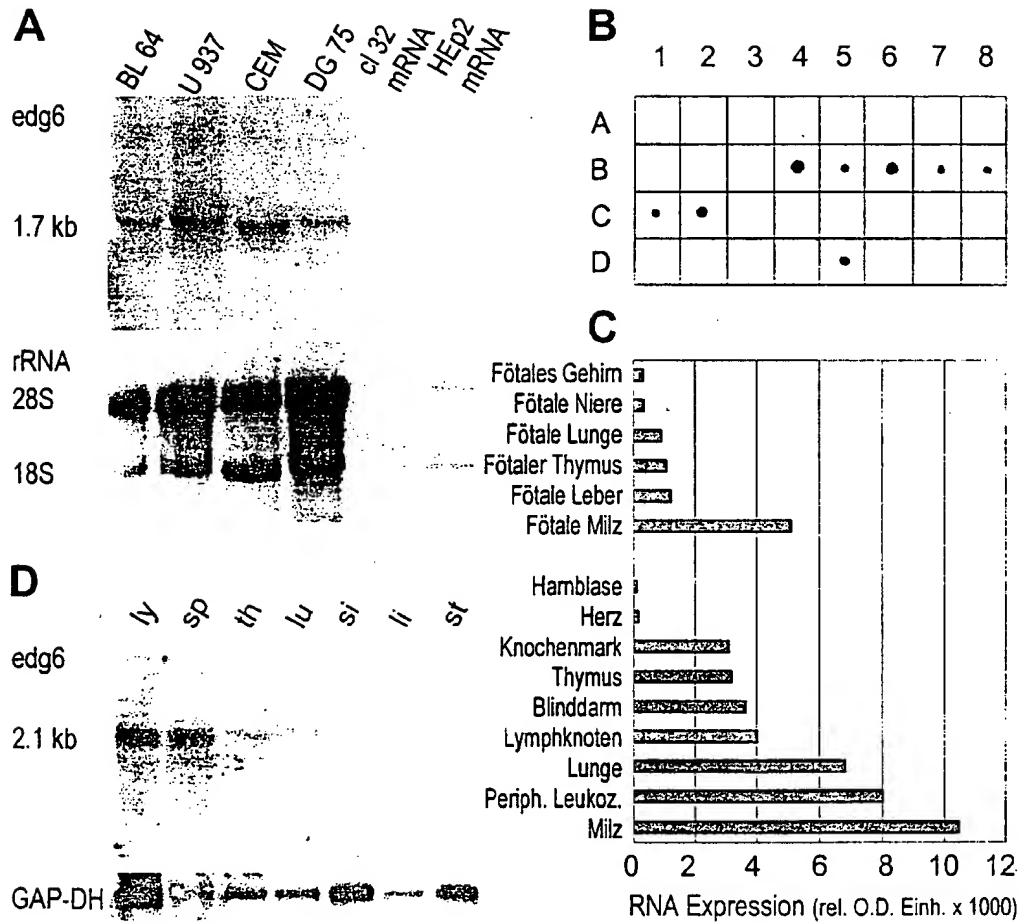 A
BL 64
U 937
CEM
DG 75
cl 32
mRNA
HEp2
mRNA
edg6
1.7 kb
rRNA
28S
18S
B
1 2 3 4 5 6 7 8
A
B
C
D
C
Fötales Gehirn
Fötale Niere
Fötale Lunge
Fötaler Thymus
Fötale Leber
Fötale Milz
Harnblase
Herz
Knochenmark
Thymus
Blinddarm
Lymphknoten
Lunge
Periph. Leukoz.
Milz
0 2 4 6 8 10 12
RNA Expression (rel. O.D. Einh. x 1000)
D
ly
sp
th
lu
si
li
st
edg6
2.1 kb
GAP-DH